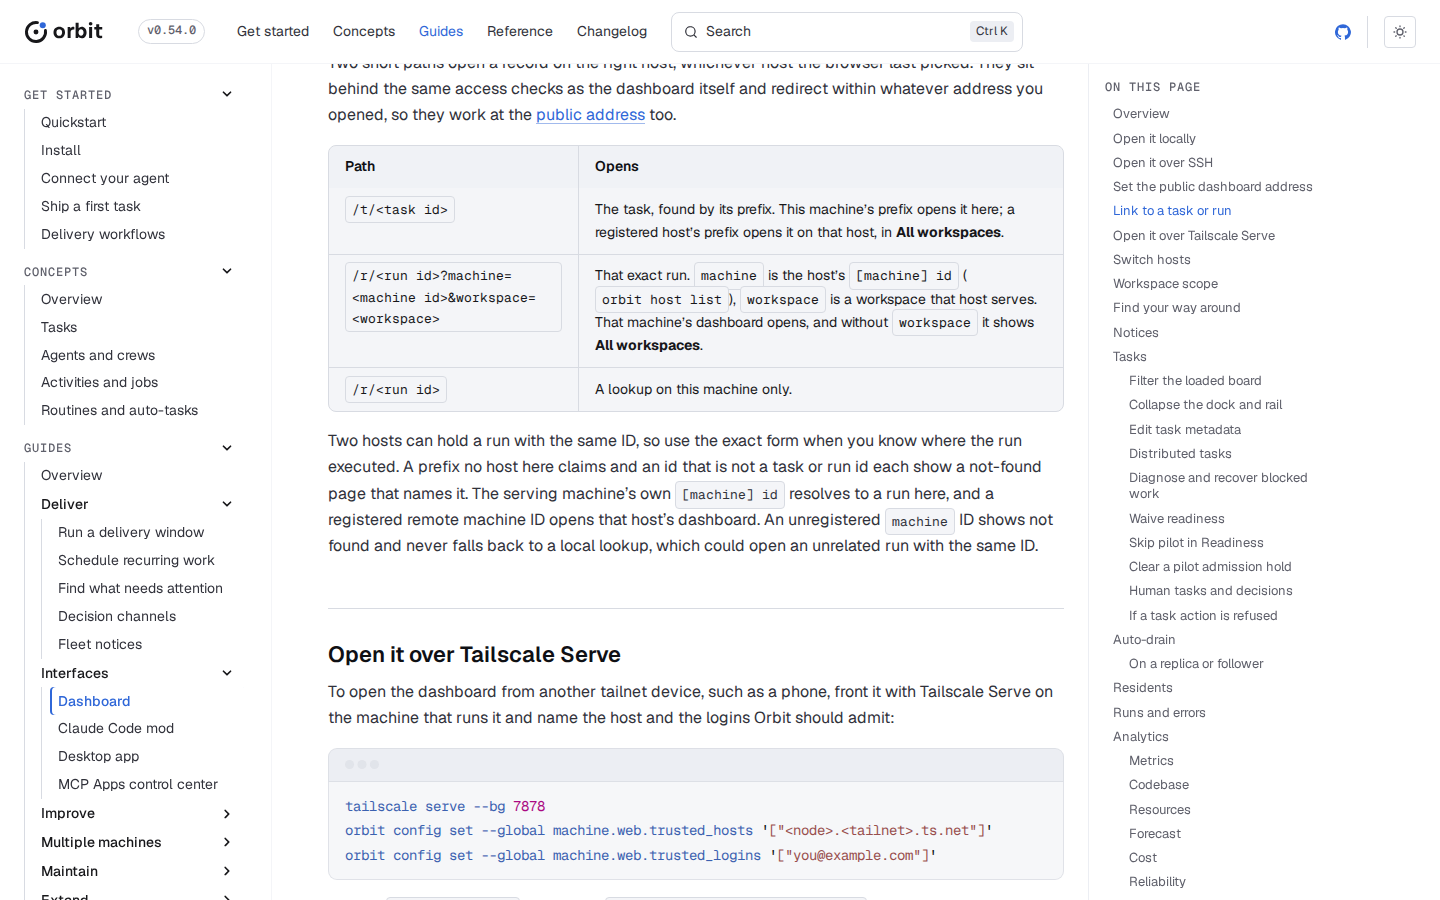 orbit
v0.54.0
Get started
Concepts
Guides
Reference
Changelog
Search
Ctrl K
GET STARTED
Quickstart
Install
Connect your agent
Ship a first task
Delivery workflows
CONCEPTS
Overview
Tasks
Agents and crews
Activities and jobs
Routines and auto-tasks
GUIDES
Overview
Deliver
Run a delivery window
Schedule recurring work
Find what needs attention
Decision channels
Fleet notices
Interfaces
Dashboard
Claude Code mod
Desktop app
MCP Apps control center
Improve
Multiple machines
Maintain
Extend
Two short paths open a record on the right host, whichever host the browser last picked. They sit
behind the same access checks as the dashboard itself and redirect within whatever address you
opened, so they work at the public address too.
Path
Opens
/t/<task id>
The task, found by its prefix. This machine's prefix opens it here; a
registered host's prefix opens it on that host, in All workspaces.
/r/<run id>?machine=
<machine id>&workspace=
<workspace>
That exact run. machine is the host's [machine] id (
orbit host list), workspace is a workspace that host serves.
That machine's dashboard opens, and without workspace it shows
All workspaces.
/r/<run id>
A lookup on this machine only.
Two hosts can hold a run with the same ID, so use the exact form when you know where the run
executed. A prefix no host here claims and an id that is not a task or run id each show a not-found
page that names it. The serving machine's own [machine] id resolves to a run here, and a
registered remote machine ID opens that host's dashboard. An unregistered machine ID shows not
found and never falls back to a local lookup, which could open an unrelated run with the same ID.
Open it over Tailscale Serve
To open the dashboard from another tailnet device, such as a phone, front it with Tailscale Serve on
the machine that runs it and name the host and the logins Orbit should admit:
tailscale serve --bg 7878
orbit config set --global machine.web.trusted_hosts '["<node>.<tailnet>.ts.net"]'
orbit config set --global machine.web.trusted_logins '["you@example.com"]'
ON THIS PAGE
Overview
Open it locally
Open it over SSH
Set the public dashboard address
Link to a task or run
Open it over Tailscale Serve
Switch hosts
Workspace scope
Find your way around
Notices
Tasks
Filter the loaded board
Collapse the dock and rail
Edit task metadata
Distributed tasks
Diagnose and recover blocked
work
Waive readiness
Skip pilot in Readiness
Clear a pilot admission hold
Human tasks and decisions
If a task action is refused
Auto-drain
On a replica or follower
Residents
Runs and errors
Analytics
Metrics
Codebase
Resources
Forecast
Cost
Reliability